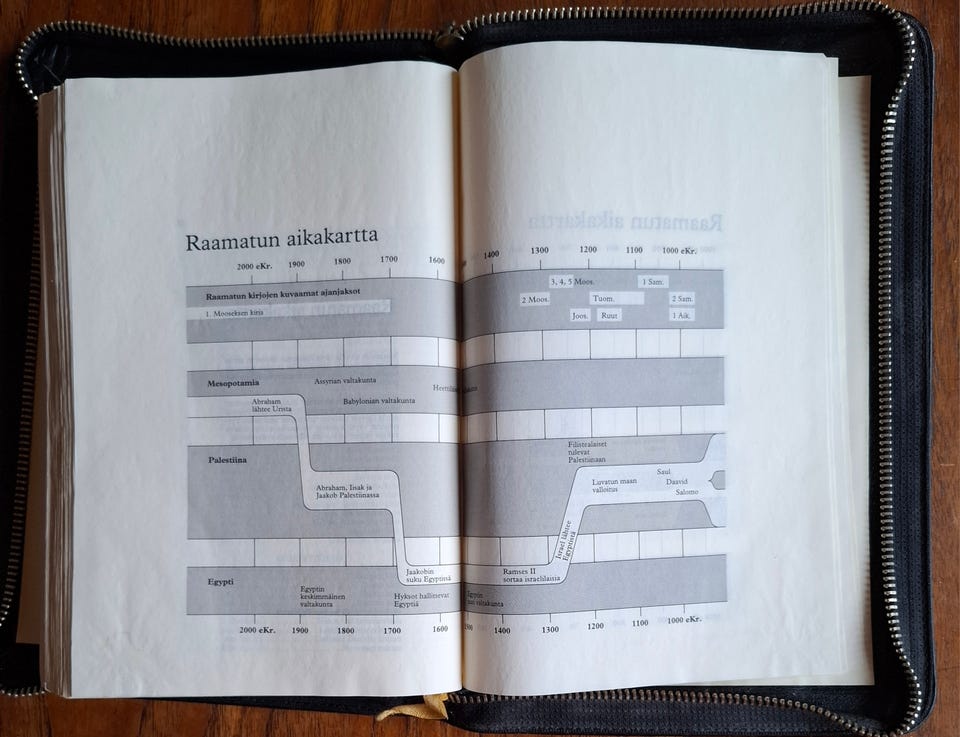 Raamatun aikakartta
2000 eKr. 1900 1800 1700 1600 1400 1300 1200 1100 1000 eKr.
Raamatun kirjojen kuvaamat ajanjaksot
1. Mooseksen kirja
3, 4, 5 Moos. 1 Sam.
2 Moos. Tuom. 2 Sam.
Joos. Ruut 1 Aik.
Mesopotamia
Assyrian valtakunta
Babylonian valtakunta
Abraham
lähtee Urista
Palestiina
Abraham, Iisak ja
Jaakob Palestiinassa
Filistealaiset
tulevat
Palestiinaan
Luvatun maan
valloitus
Saul
Daavid
Salomo
Israel lähtee
Egyptistä
Egypti
Jaakobin
suku Egyptissä
Ramses II
sortaa israelilaisia
Egyptin
keskimmäinen
valtakunta
Hyksot hallitsevat
Egyptiä
valtakunta
2000 eKr. 1900 1800 1700 1600 1400 1300 1200 1100 1000 eKr.